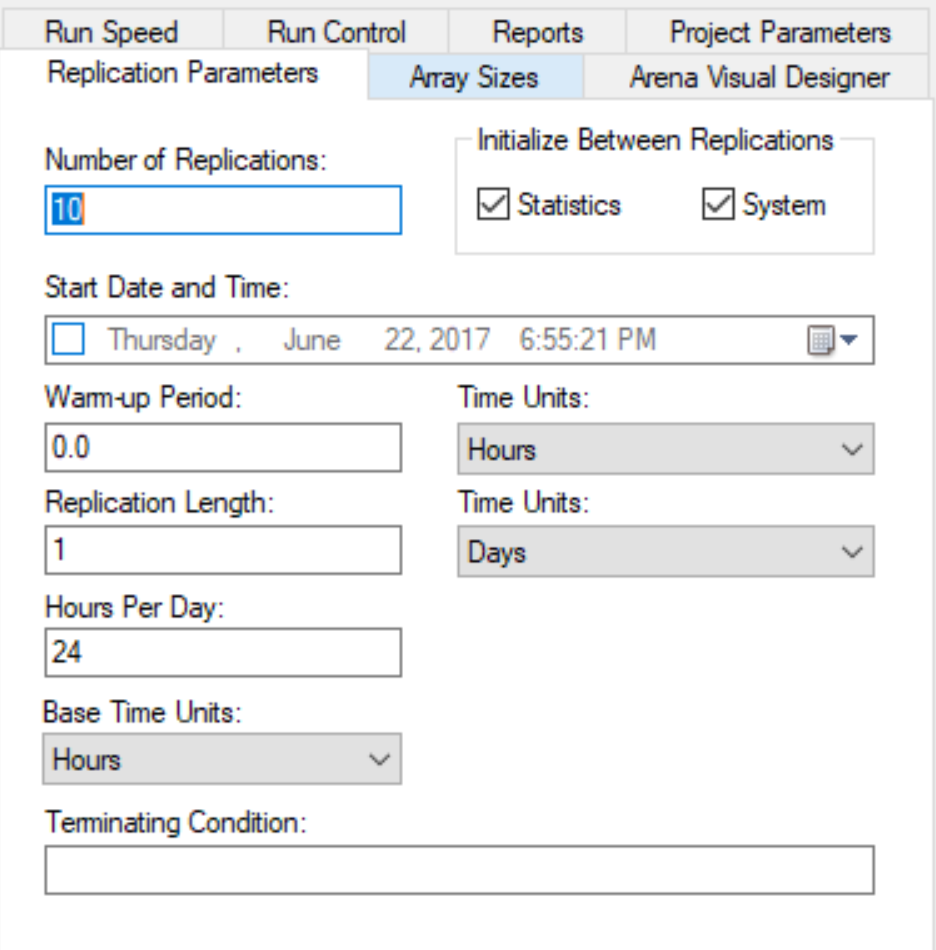 Run Speed Run Control Reports Project Parameters
Replication Parameters Array Sizes Arena Visual Designer
Number of Replications:
10
Initialize Between Replications
Statistics System
Start Date and Time:
Thursday , June 22, 2017 6:55:21 PM
Warm-up Period: Time Units:
0.0 Hours
Replication Length: Time Units:
1 Days
Hours Per Day:
24
Base Time Units:
Hours
Terminating Condition: